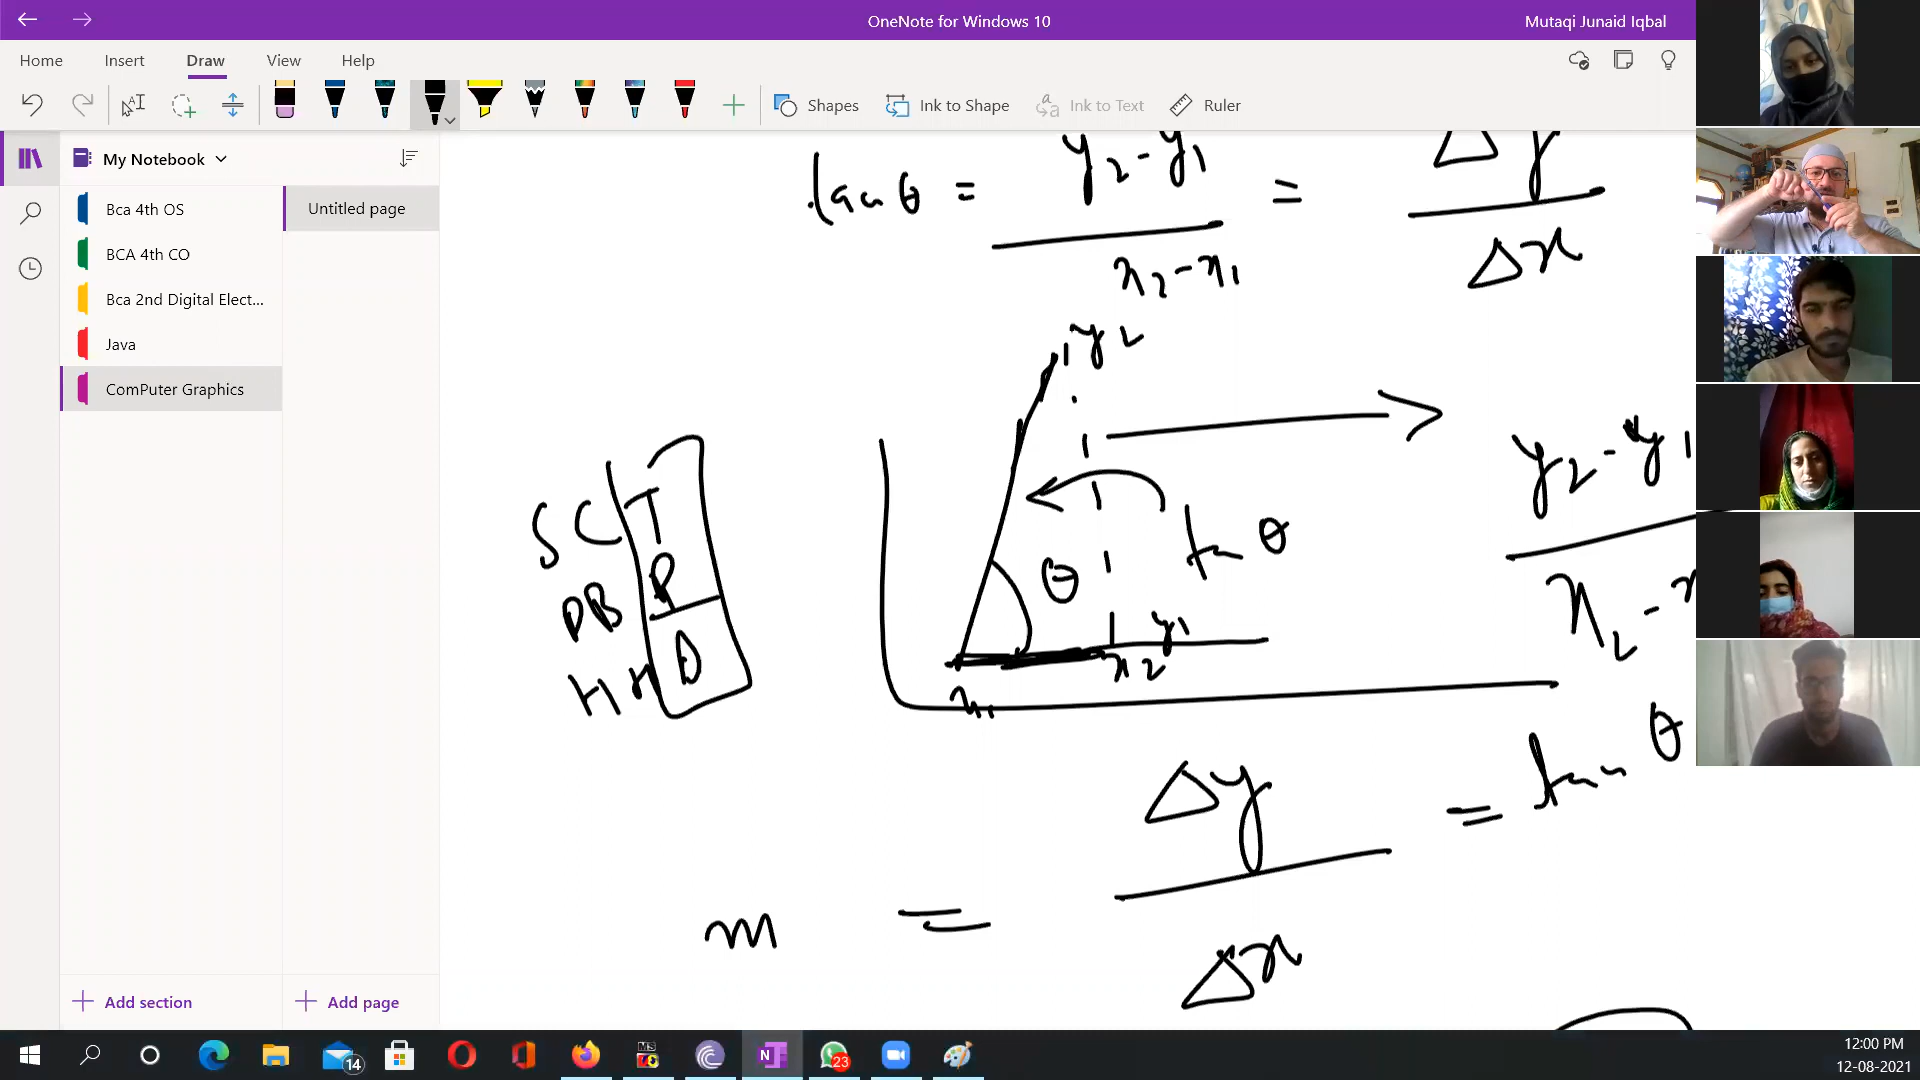 OneNote for Windows 10
Mutaqi Junaid Iqbal
Home Insert Draw View Help
Shapes Ink to Shape Ink to Text Ruler
My Notebook
Bca 4th OS
BCA 4th CO
Bca 2nd Digital Elect...
Java
ComPuter Graphics
Untitled page
tan θ = y2-y1 = Δy
x2-x1 Δx
y2
S C T
P B P
H H D
θ
tan θ
y1
x1 x2
y2-y1
x2-
m = Δy = tan θ
Δx
Add section
Add page
14
23
12:00 PM
12-08-2021